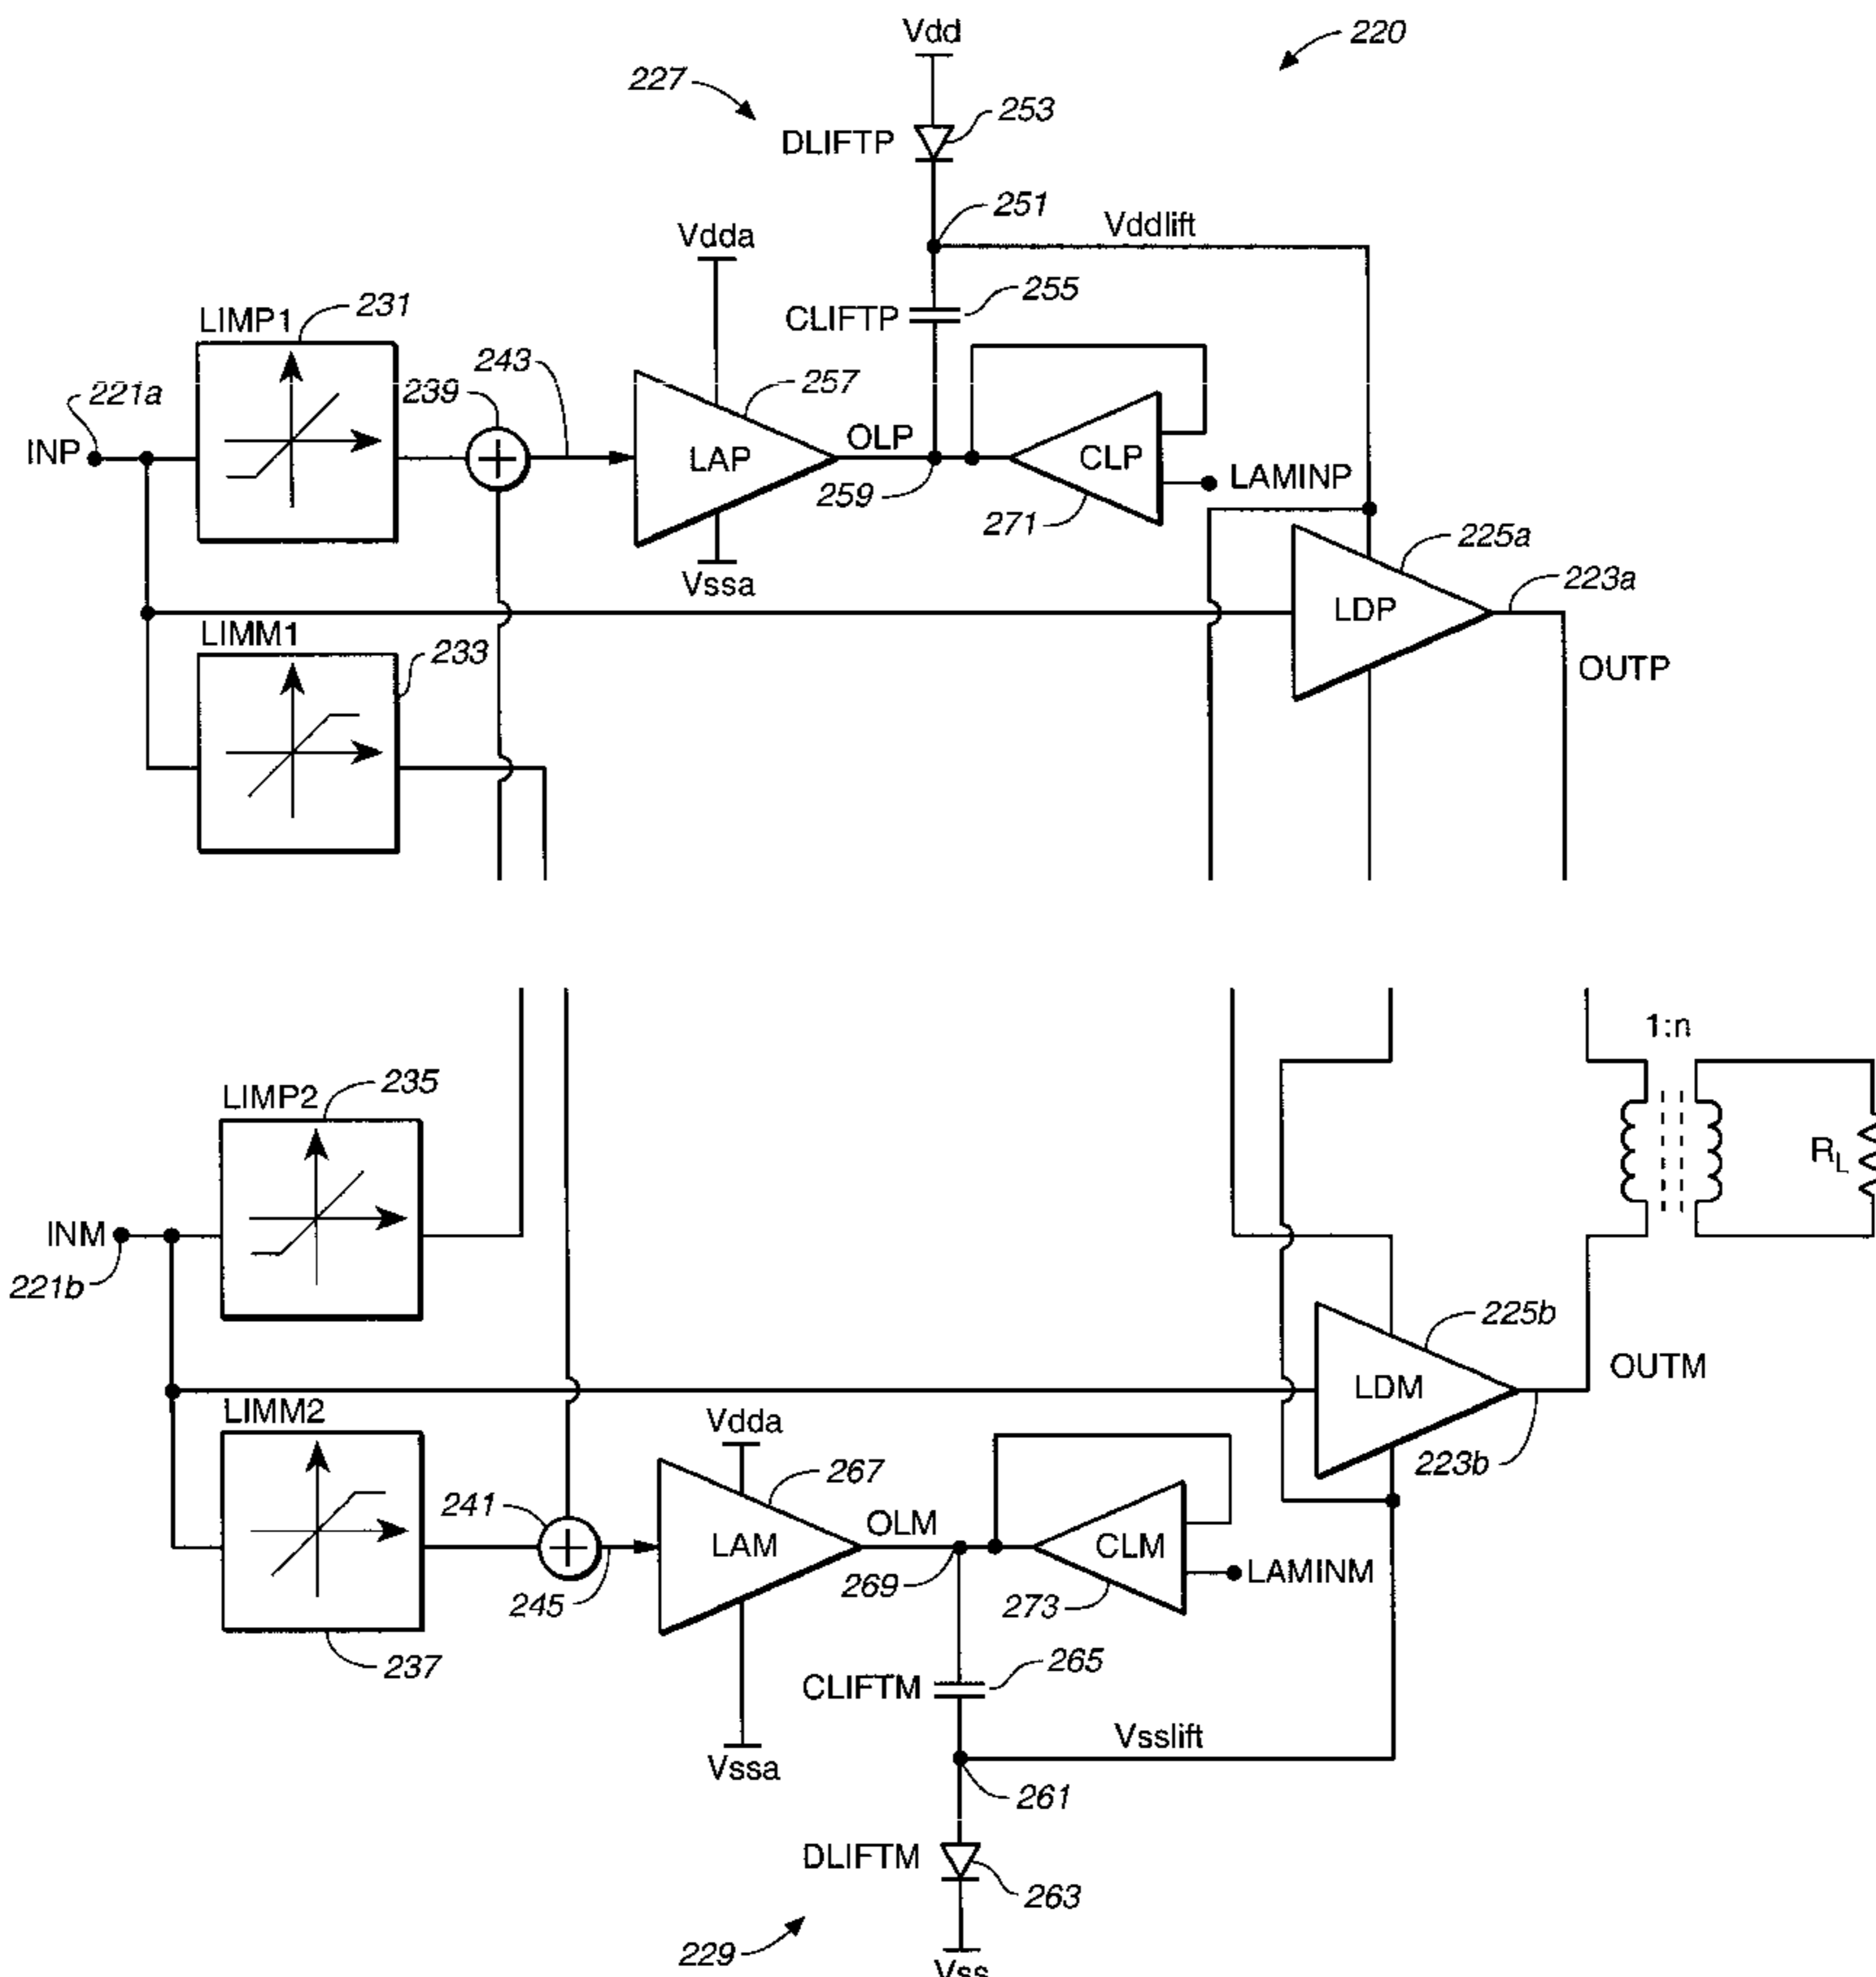 Vdd
220
227
253
DLIFTP
251
Vddlift
Vdda
LIMP1
231
CLIFTP
255
243
239
257
221a
INP
OLP
LAP
CLP
LAMINP
259
271
225a
Vssa
223a
LDP
LIMM1
233
OUTP
1:n
LIMP2
235
RL
INM
221b
225b
OUTM
LDM
LIMM2
Vdda
223b
267
241
OLM
LAM
CLM
LAMINM
245
269
273
237
265
CLIFTM
Vsslift
Vssa
261
DLIFTM
263
229
Vss